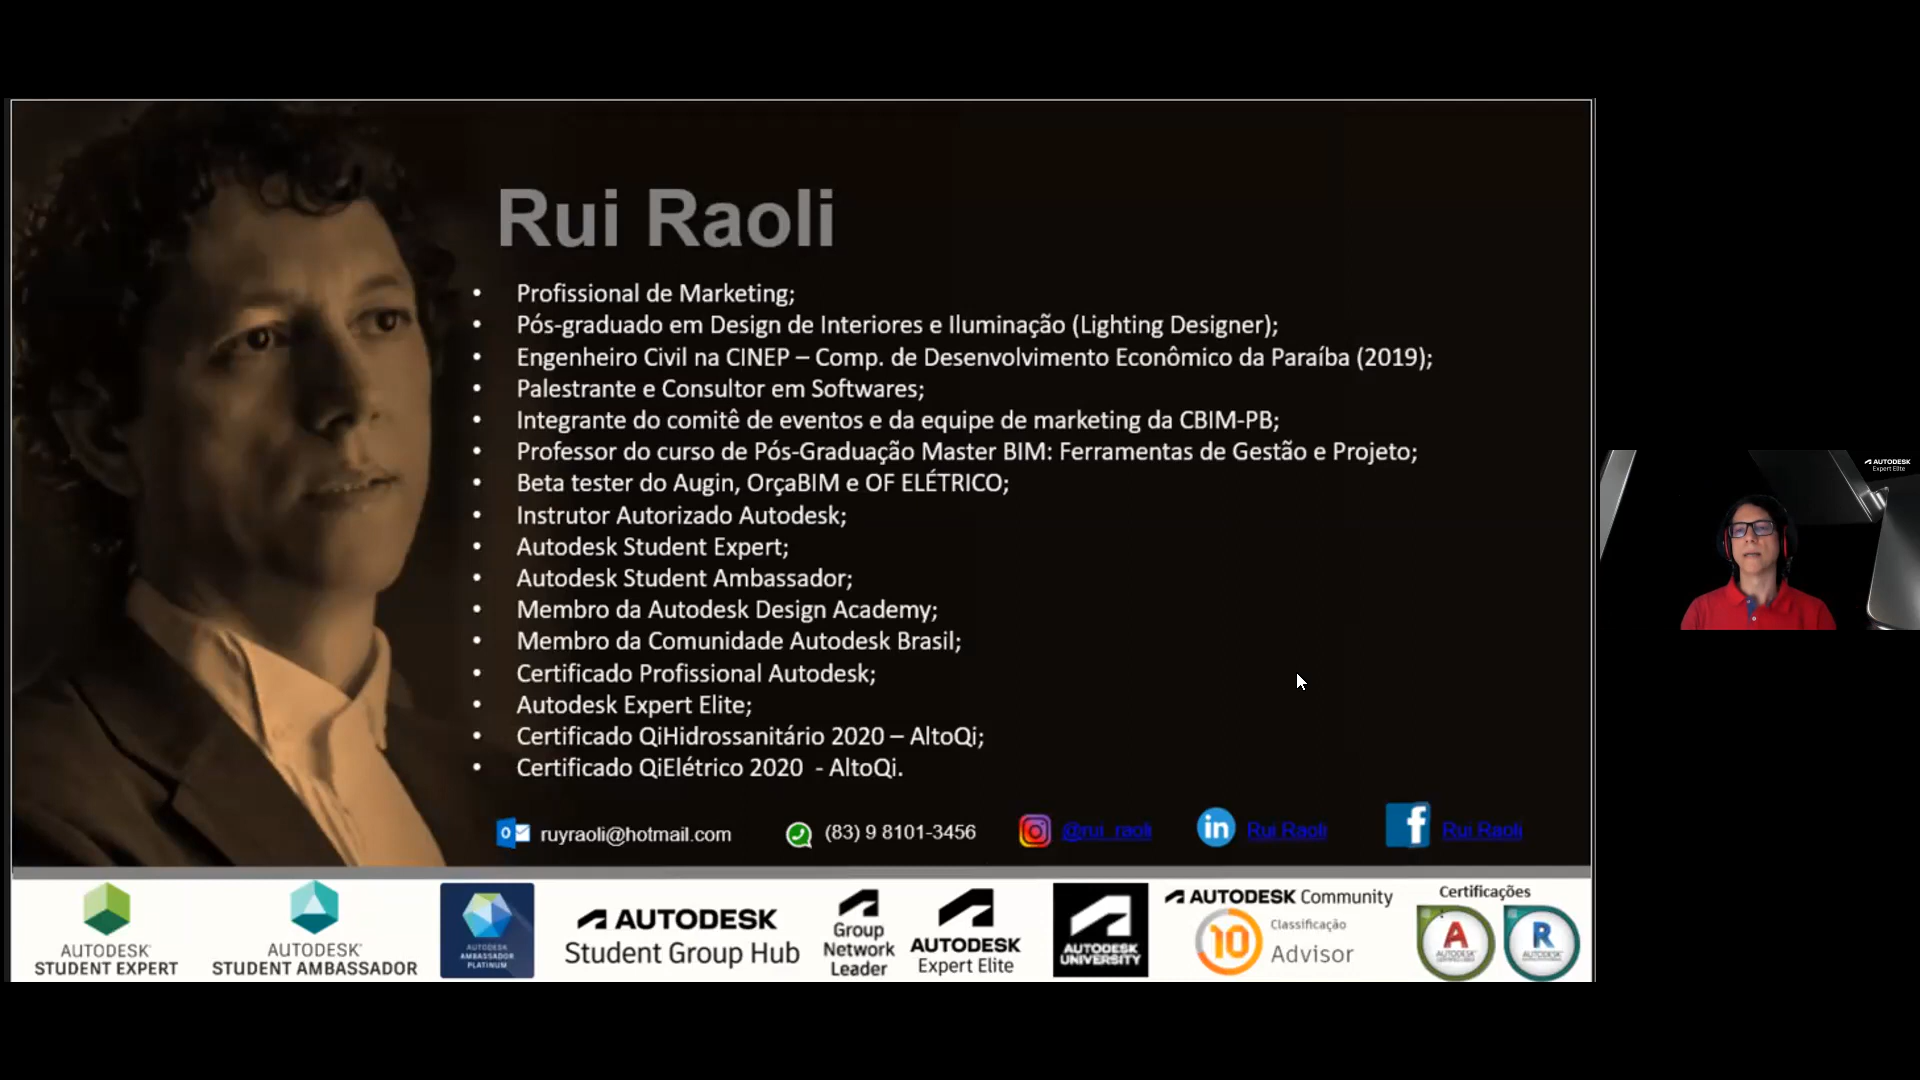 Rui Raoli
• Profissional de Marketing;
• Pós-graduado em Design de Interiores e Iluminação (Lighting Designer);
• Engenheiro Civil na CINEP – Comp. de Desenvolvimento Econômico da Paraíba (2019);
• Palestrante e Consultor em Softwares;
• Integrante do comitê de eventos e da equipe de marketing da CBIM-PB;
• Professor do curso de Pós-Graduação Master BIM: Ferramentas de Gestão e Projeto;
• Beta tester do Augin, OrçaBIM e OF ELÉTRICO;
• Instrutor Autorizado Autodesk;
• Autodesk Student Expert;
• Autodesk Student Ambassador;
• Membro da Autodesk Design Academy;
• Membro da Comunidade Autodesk Brasil;
• Certificado Profissional Autodesk;
• Autodesk Expert Elite;
• Certificado QiHidrossanitário 2020 – AltoQi;
• Certificado QiElétrico 2020 - AltoQi.
ruyraoli@hotmail.com
(83) 9 8101-3456
@rui_raoli
Rui Raoli
Rui Raoli
AUTODESK
STUDENT EXPERT
AUTODESK
STUDENT AMBASSADOR
AUTODESK
AMBASSADOR
PLATINUM
AUTODESK
Student Group Hub
Group
Network
Leader
AUTODESK
Expert Elite
AUTODESK
UNIVERSITY
AUTODESK Community
10
Classificação
Advisor
Certificações
A
R
AUTODESK
Expert Elite